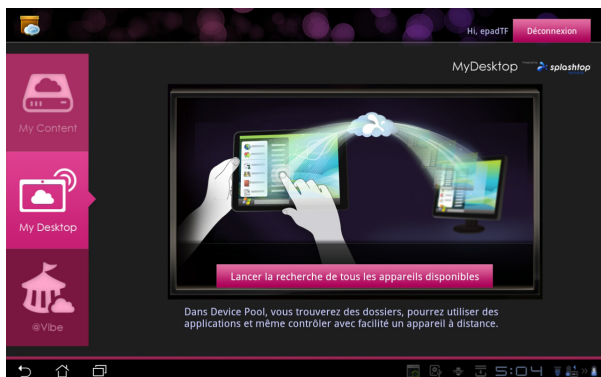 Hi, epadTF
Déconnexion
MyDesktop
splashtop
My Content
My Desktop
@Vibe
Lancer la recherche de tous les appareils disponibles
Dans Device Pool, vous trouverez des dossiers, pourrez utiliser des
applications et même contrôler avec facilité un appareil à distance.
5:04